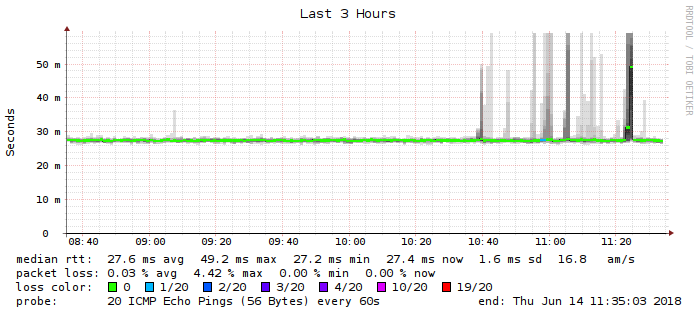 Last 3 Hours
RRDTOOL / TOBI OETIKER
Seconds
50 m
40 m
30 m
20 m
10 m
0
08:40 09:00 09:20 09:40 10:00 10:20 10:40 11:00 11:20
median rtt: 27.6 ms avg 49.2 ms max 27.2 ms min 27.4 ms now 1.6 ms sd 16.8 am/s
packet loss: 0.03 % avg 4.42 % max 0.00 % min 0.00 % now
loss color: 0 1/20 2/20 3/20 4/20 10/20 19/20
probe: 20 ICMP Echo Pings (56 Bytes) every 60s end: Thu Jun 14 11:35:03 2018